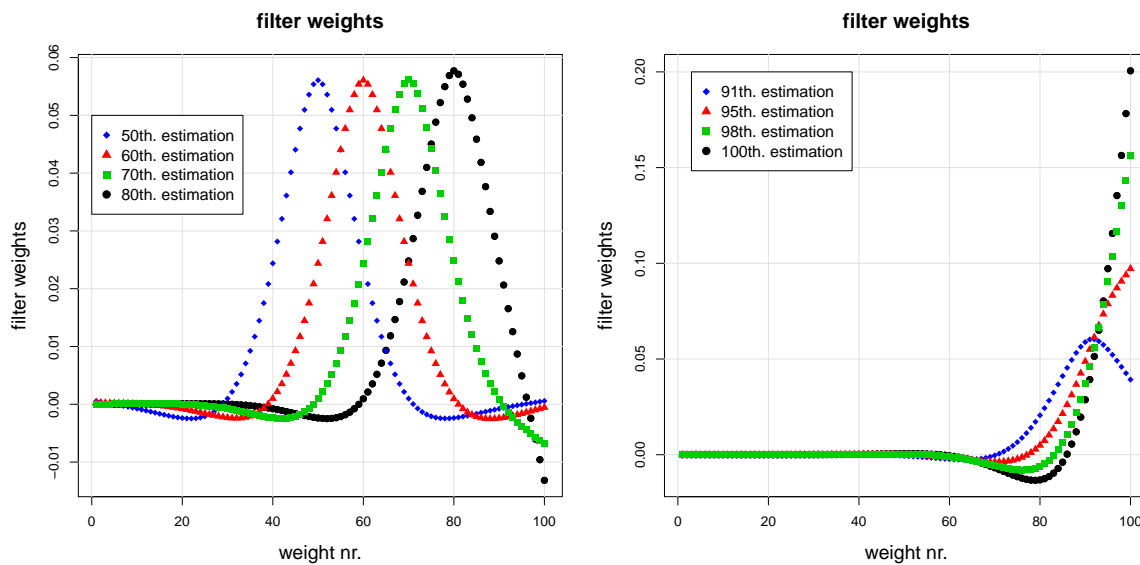 filter weights
filter weights
0.06
0.05
0.04
0.03
0.02
0.01
0.00
−0.01
50th. estimation
60th. estimation
70th. estimation
80th. estimation
0 20 40 60 80 100
weight nr.
filter weights
filter weights
0.20
0.15
0.10
0.05
0.00
91th. estimation
95th. estimation
98th. estimation
100th. estimation
0 20 40 60 80 100
weight nr.